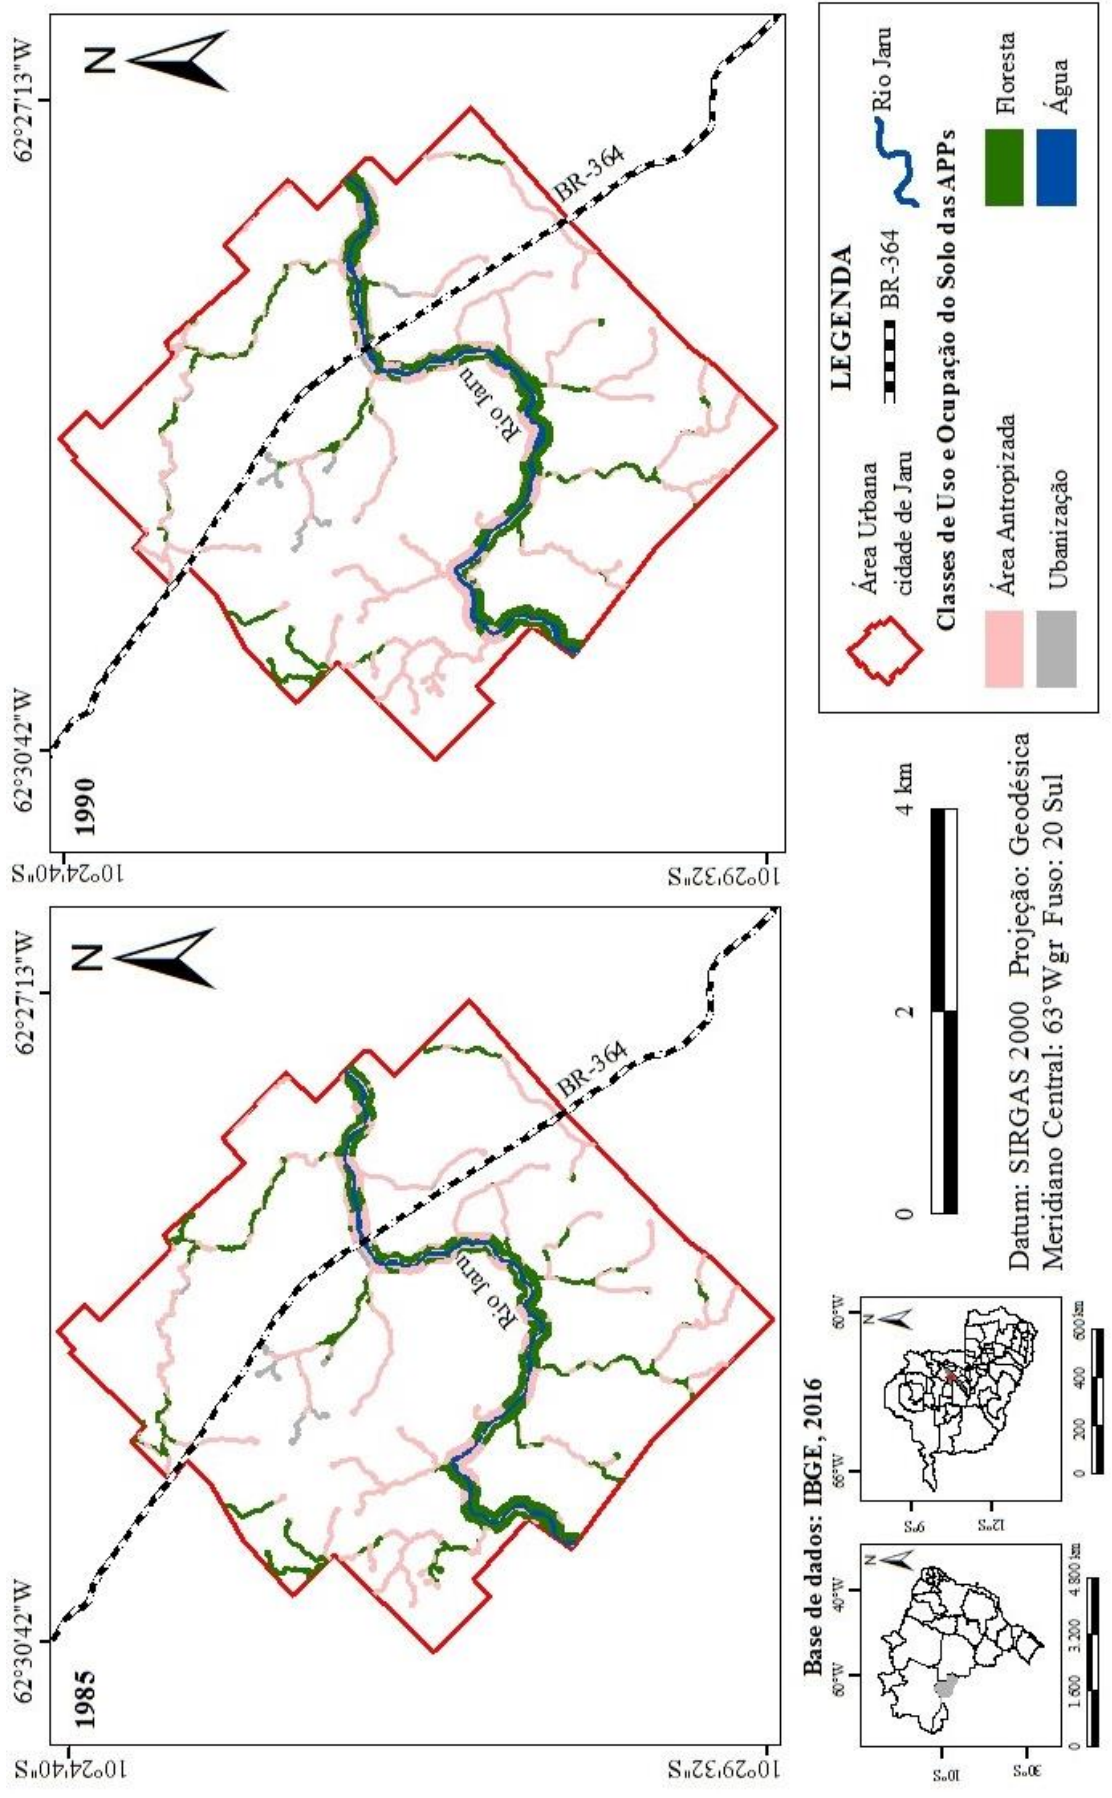 62°30'42"W
62°27'13"W
10°24'40"S
10°29'32"S
1985
N
BR-364
Rio Jaru
62°30'42"W
62°27'13"W
10°24'40"S
10°29'32"S
1990
N
BR-364
Rio Jaru
Base de dados: IBGE, 2016
60°W
40°W
10°S
30°S
N
0 1.600 3.200 4.800 km
66°W
60°W
9°S
12°S
N
0 200 400 600 km
0 2 4 km
Datum: SIRGAS 2000 Projeção: Geodésica
Meridiano Central: 63°Wgr Fuso: 20 Sul
LEGENDA
Área Urbana
cidade de Jaru
BR-364
Rio Jaru
Classes de Uso e Ocupação do Solo das APPs
Área Antropizada
Floresta
Ubanização
Água